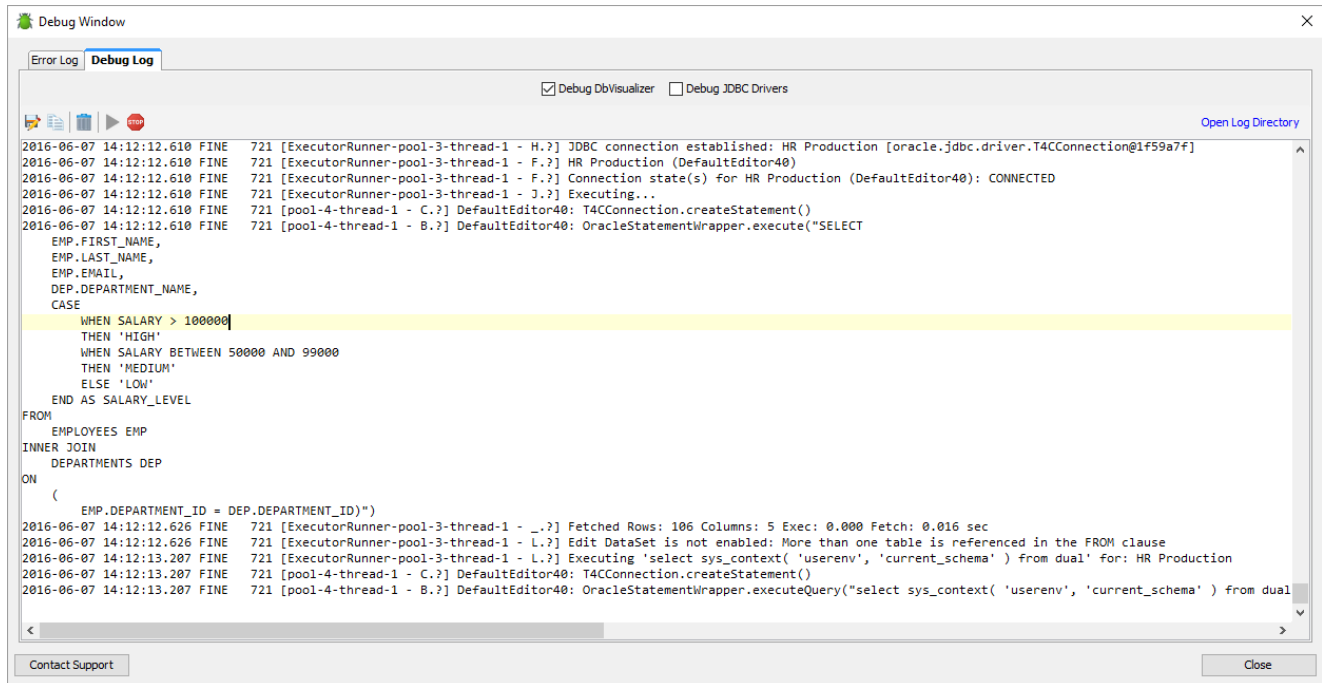 Debug Window
Error Log Debug Log
Debug DbVisualizer Debug JDBC Drivers
STOP Open Log Directory
2016-06-07 14:12:12.610 FINE 721 [ExecutorRunner-pool-3-thread-1 - H.?] JDBC connection established: HR Production [oracle.jdbc.driver.T4CConnection@1f59a7f]
2016-06-07 14:12:12.610 FINE 721 [ExecutorRunner-pool-3-thread-1 - F.?] HR Production (DefaultEditor40)
2016-06-07 14:12:12.610 FINE 721 [ExecutorRunner-pool-3-thread-1 - F.?] Connection state(s) for HR Production (DefaultEditor40): CONNECTED
2016-06-07 14:12:12.610 FINE 721 [ExecutorRunner-pool-3-thread-1 - J.?] Executing...
2016-06-07 14:12:12.610 FINE 721 [pool-4-thread-1 - C.?] DefaultEditor40: T4CConnection.createStatement()
2016-06-07 14:12:12.610 FINE 721 [pool-4-thread-1 - B.?] DefaultEditor40: OracleStatementWrapper.execute("SELECT
EMP.FIRST_NAME,
EMP.LAST_NAME,
EMP.EMAIL,
DEP.DEPARTMENT_NAME,
CASE
WHEN SALARY > 100000
THEN 'HIGH'
WHEN SALARY BETWEEN 50000 AND 99000
THEN 'MEDIUM'
ELSE 'LOW'
END AS SALARY_LEVEL
FROM
EMPLOYEES EMP
INNER JOIN
DEPARTMENTS DEP
ON
(
EMP.DEPARTMENT_ID = DEP.DEPARTMENT_ID)")
2016-06-07 14:12:12.626 FINE 721 [ExecutorRunner-pool-3-thread-1 - _.?] Fetched Rows: 106 Columns: 5 Exec: 0.000 Fetch: 0.016 sec
2016-06-07 14:12:12.626 FINE 721 [ExecutorRunner-pool-3-thread-1 - L.?] Edit DataSet is not enabled: More than one table is referenced in the FROM clause
2016-06-07 14:12:13.207 FINE 721 [ExecutorRunner-pool-3-thread-1 - L.?] Executing 'select sys_context( 'userenv', 'current_schema' ) from dual' for: HR Production
2016-06-07 14:12:13.207 FINE 721 [pool-4-thread-1 - C.?] DefaultEditor40: T4CConnection.createStatement()
2016-06-07 14:12:13.207 FINE 721 [pool-4-thread-1 - B.?] DefaultEditor40: OracleStatementWrapper.executeQuery("select sys_context( 'userenv', 'current_schema' ) from dual
Contact Support Close